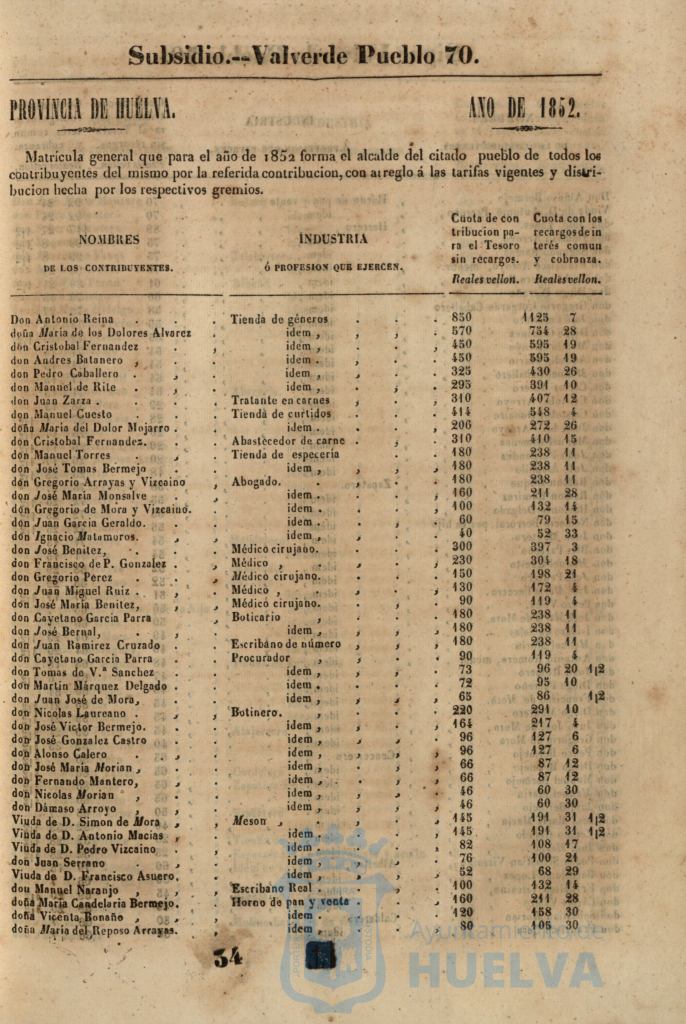 Subsidio.--Valverde Pueblo 70.
PROVINCIA DE HUELVA. AÑO DE 1852.
Matrícula general que para el año de 1852 forma el alcalde del citado pueblo de todos los
contribuyentes del mismo por la referida contribucion, con arreglo á las tarifas vigentes y distri-
bucion hecha por los respectivos gremios.
NOMBRES
DE LOS CONTRIBUYENTES.
INDUSTRIA
Ó PROFESION QUE EJERCEN.
Cuota de con
tribucion pa-
ra el Tesoro
sin recargos.
Reales vellon.
Cuota con los
recargos de in
terés comun
y cobranza.
Reales vellon.
Don Antonio Reina . . . . Tienda de géneros . . . 850 1125 7
doña Maria de los Dolores Alvarez . idem , . , . 570 754 28
don Cristobal Fernandez . . . idem , . . . 450 595 19
don Andres Batanero , . . idem . . . . 450 595 19
don Pedro Caballero . , . idem , , . . 325 430 26
don Manuel de Rite . , . idem , . , . 295 391 10
don Juan Zarza . . . . Tratante en carnes , . . 310 407 12
don Manuel Cuesto . . . Tienda de curtidos . . . 414 548 4
doña Maria del Dolor Mojarro . . idem . . . . 206 272 26
don Cristobal Fernandez. . . Abastecedor de carne . , . 310 410 15
don Manuel Torres , . , Tienda de especería . . . 180 238 11
don José Tomas Bermejo . . idem , , , , 180 238 11
don Gregorio Arrayas y Vizcaino , Abogado. . , . . 180 238 11
don José Maria Monsalve . , idem . . . . 160 211 28
don Gregorio de Mora y Vizcaino. . idem . . . . 100 132 14
don Juan Garcia Geraldo. . . idem . . , . 60 79 15
don Ignacio Matamoros. , . idem . . . . 40 52 33
don José Benitez, . . . Médico cirujano. . . . 300 397 3
don Francisco de P. Gonzalez . , Médico , . . . 230 304 18
don Gregorio Perez . . , Médico cirujano. . . . 150 198 21
don Juan Miguel Ruiz . , . Médico , . . . 130 172 4
don José Maria Benitez, , , Médico cirujano. . , . 90 119 4
don Cayetano Garcia Parra . Boticario , . . . 180 238 11
don José Bernal, . , . idem , . . . 180 238 11
don Juan Ramirez Cruzado . . Escribano de número , , , 180 238 11
don Cayetano Garcia Parra . . Procurador , . . . 90 119 4
don Tomas de V.ª Sanchez . . idem , , . , 73 96 20 1|2
don Martin Márquez Delgado . . idem , . . . 72 95 10
don Juan José de Mora, , . idem , , , , 65 86 1|2
don Nicolas Laureano . , , Botinero. , . . . 220 291 10
don José Victor Bermejo. . . idem , . . , 164 217 4
don José Gonzalez Castro . . idem , . . . 96 127 6
don Alonso Calero . . . idem , . . , 96 127 6
don José Maria Morian , . . idem , , , , 66 87 12
don Fernando Mantero, , . idem , . , , 66 87 12
don Nicolas Morian , . . idem , . . . 46 60 30
don Dámaso Arroyo , . . idem , , , , 46 60 30
Viuda de D. Simon de Mora , , Meson , . . . 145 191 31 1|2
Viuda de D. Antonio Macias , . idem . . . . 145 191 31 1|2
Viuda de D. Pedro Vizcaino . , idem . , . . 82 108 17
don Juan Serrano . , . idem , , , . 76 100 21
Viuda de D. Francisco Asuero. . idem , . . , 52 68 29
don Manuel Naranjo , , , Escribano Real . . , . 100 132 14
doña Maria Candelaria Bermejo. . Horno de pan y venta . . . 160 211 28
doña Vicenta Bonaño , , . idem . . . . 120 158 30
doña Maria del Reposo Arrayas. . idem , . . . 80 105 30
34
Ayuntamiento de
HUELVA